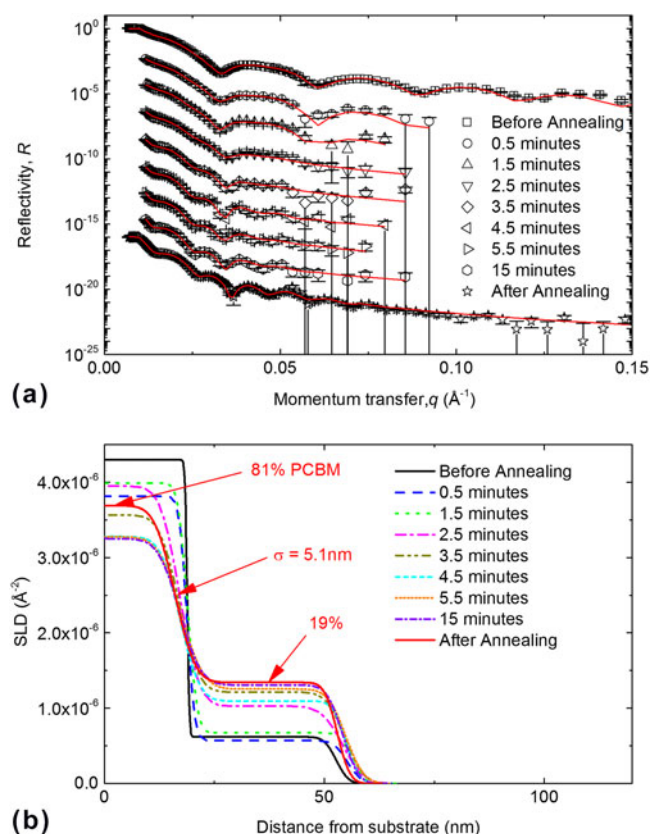 10⁰
10⁻⁵
10⁻¹⁰
10⁻¹⁵
10⁻²⁰
10⁻²⁵
Reflectivity, R
Before Annealing
0.5 minutes
1.5 minutes
2.5 minutes
3.5 minutes
4.5 minutes
5.5 minutes
15 minutes
After Annealing
0.00
0.05
0.10
0.15
Momentum transfer,q (Å⁻¹)
(a)
4.0x10⁻⁶
3.0x10⁻⁶
2.0x10⁻⁶
1.0x10⁻⁶
0.0
SLD (Å⁻²)
81% PCBM
σ = 5.1nm
19%
Before Annealing
0.5 minutes
1.5 minutes
2.5 minutes
3.5 minutes
4.5 minutes
5.5 minutes
15 minutes
After Annealing
0
50
100
Distance from substrate (nm)
(b)